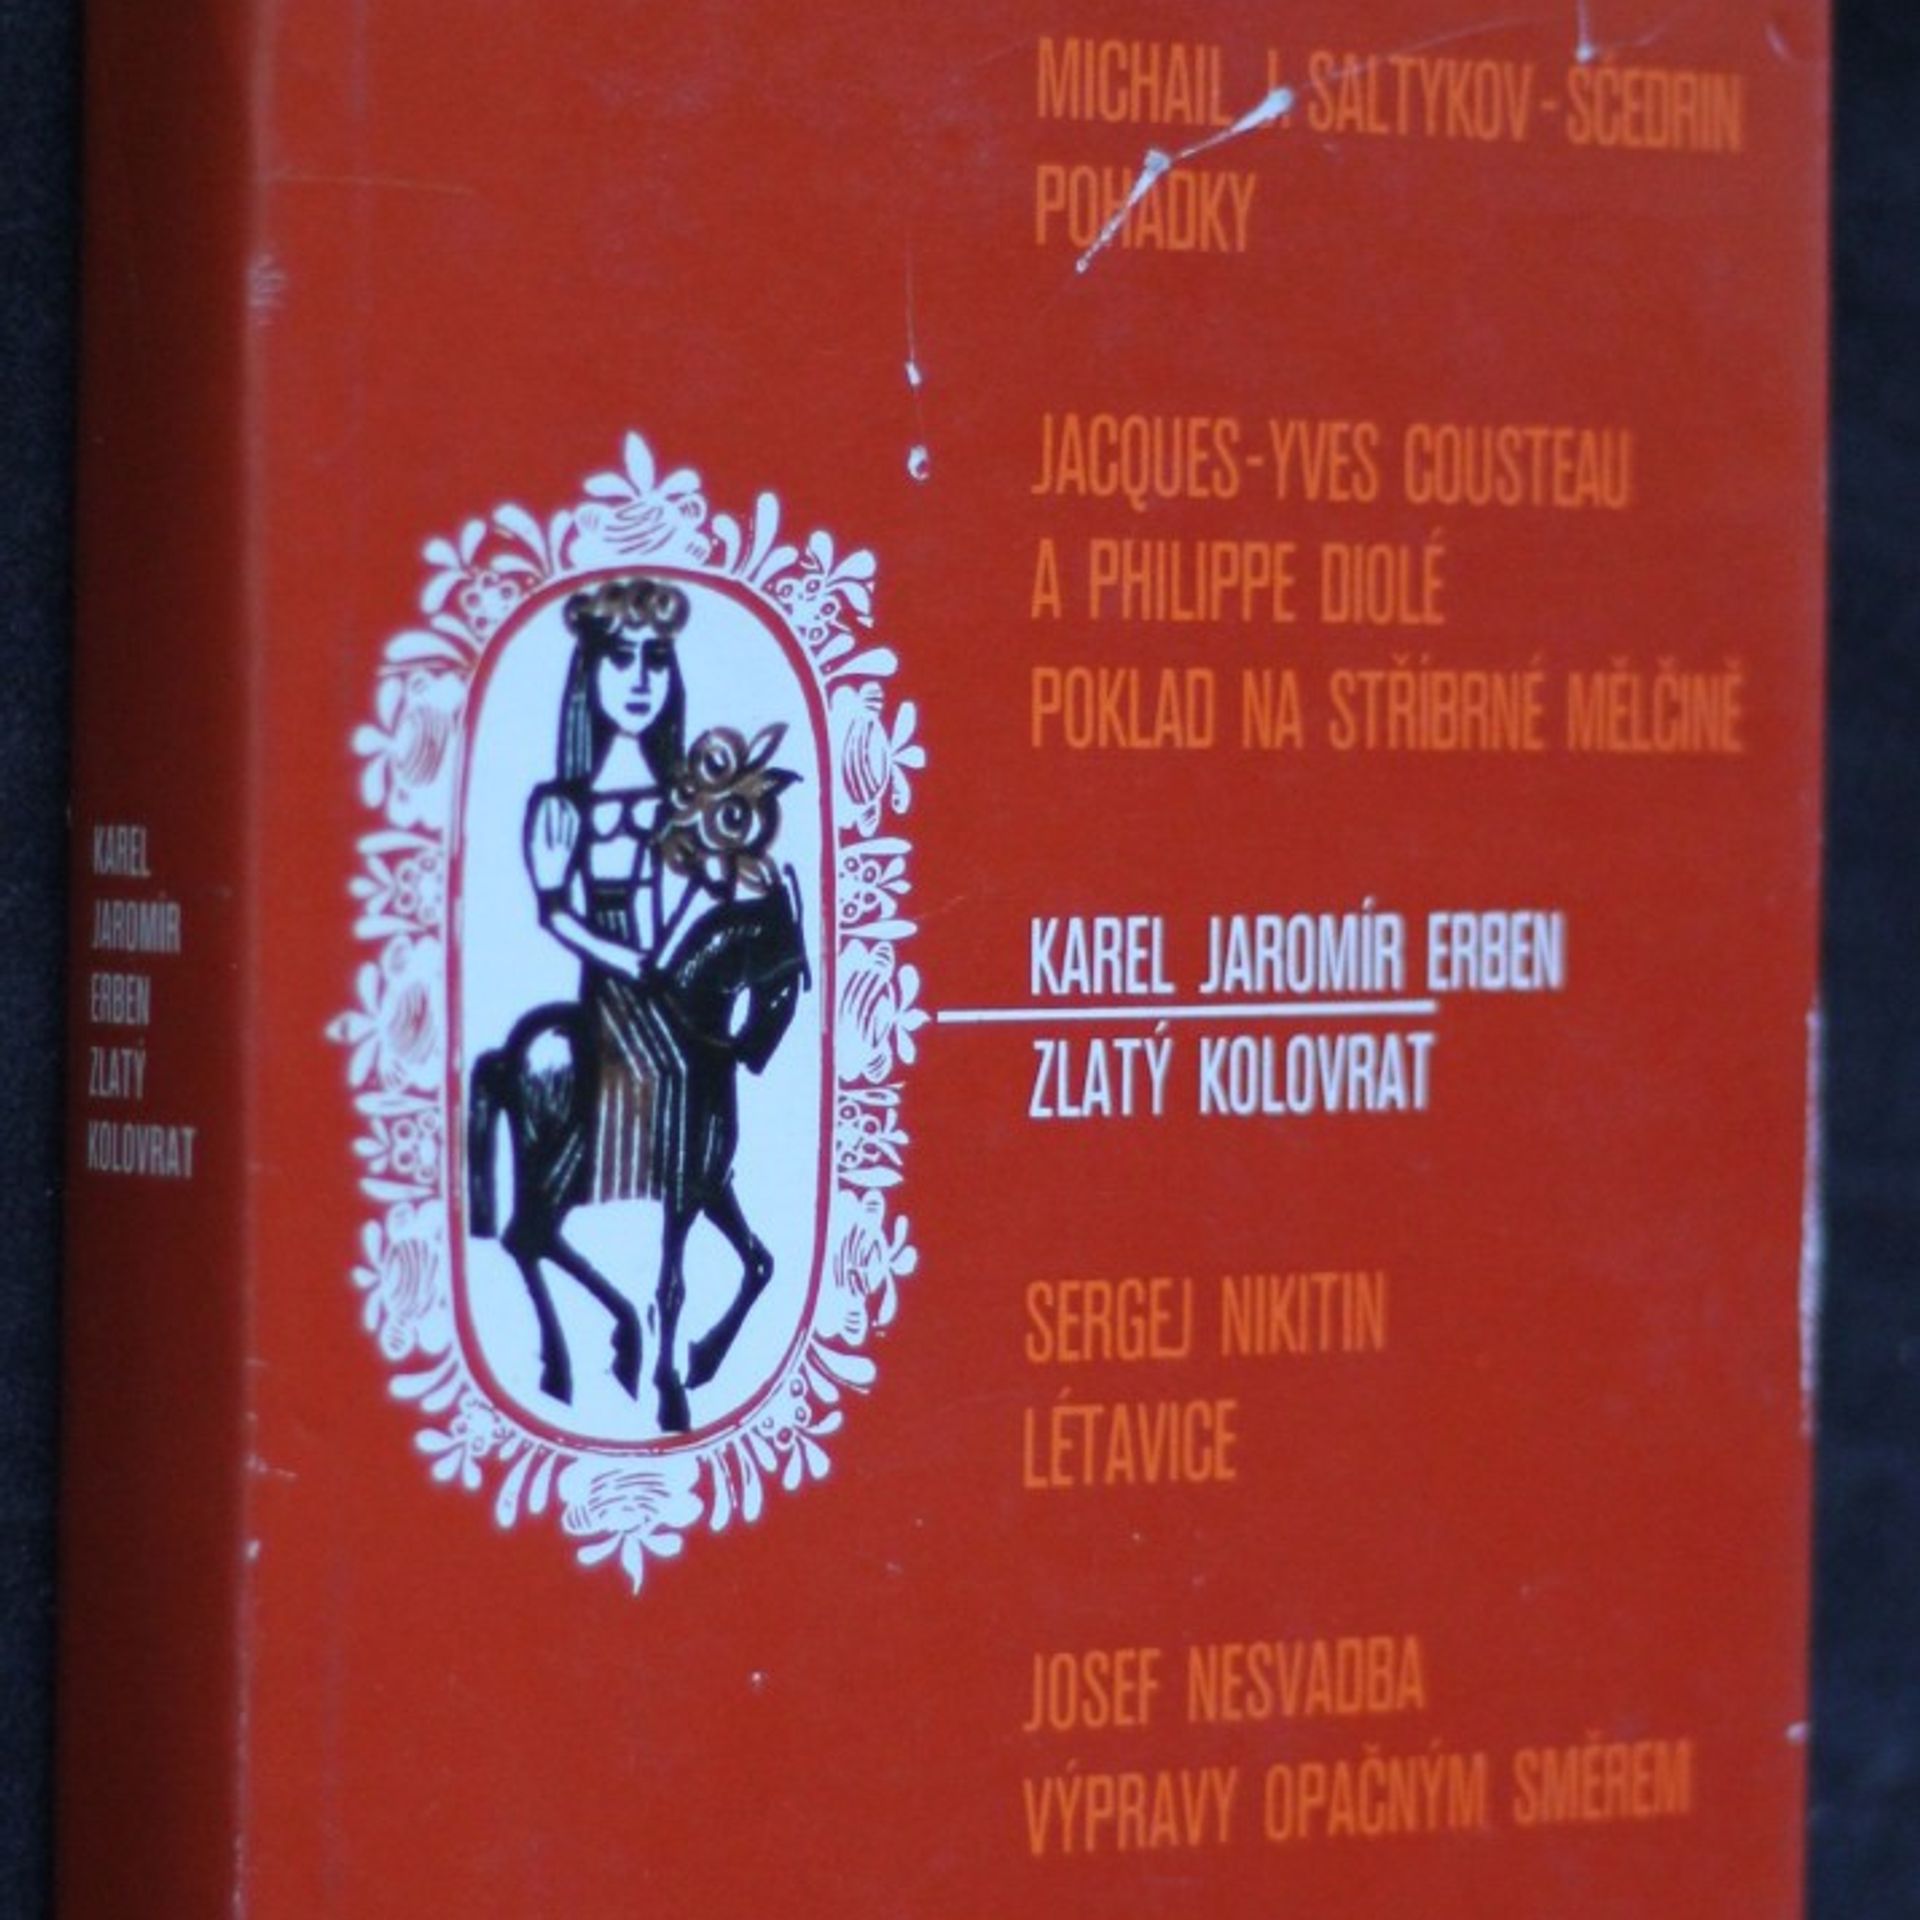 MICHAIL J. SALTYKOV-ŠČEDRIN
POHÁDKY
JACQUES-YVES COUSTEAU
A PHILIPPE DIOLÉ
POKLAD NA STŘÍBRNÉ MĚLČINĚ
KAREL JAROMÍR ERBEN
ZLATÝ KOLOVRAT
SERGEJ NIKITIN
LÉTAVICE
JOSEF NESVADBA
VÝPRAVY OPAČNÝM SMĚREM
KAREL
JAROMÍR
ERBEN
ZLATÝ
KOLOVRAT